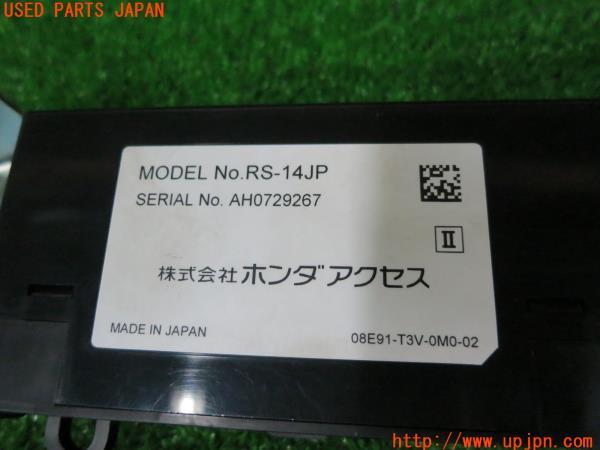 USED PARTS JAPAN
MODEL No.RS-14JP
SERIAL No. AH0729267
II
株式会社 ホンダアクセス
MADE IN JAPAN
08E91-T3V-0M0-02
http://www.upjpn.com/